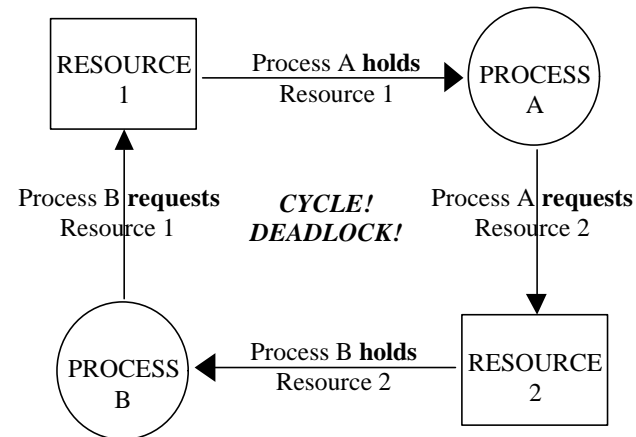 RESOURCE
1
Process A holds
Resource 1
PROCESS
A
Process B requests
Resource 1
CYCLE!
DEADLOCK!
Process A requests
Resource 2
PROCESS
B
Process B holds
Resource 2
RESOURCE
2